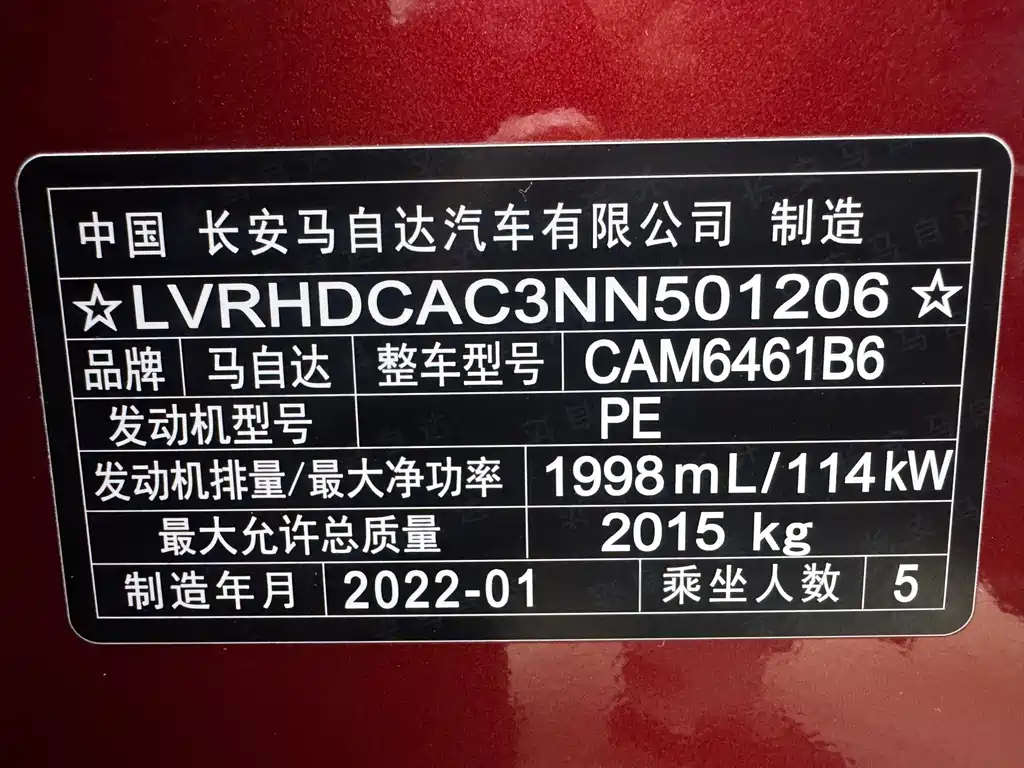 中国 长安马自达汽车有限公司 制造
☆LVRHDCAC3NN501206☆
品牌 马自达 整车型号 CAM6461B6
发动机型号 PE
发动机排量/最大净功率 1998mL/114kW
最大允许总质量 2015 kg
制造年月 2022-01 乘坐人数 5